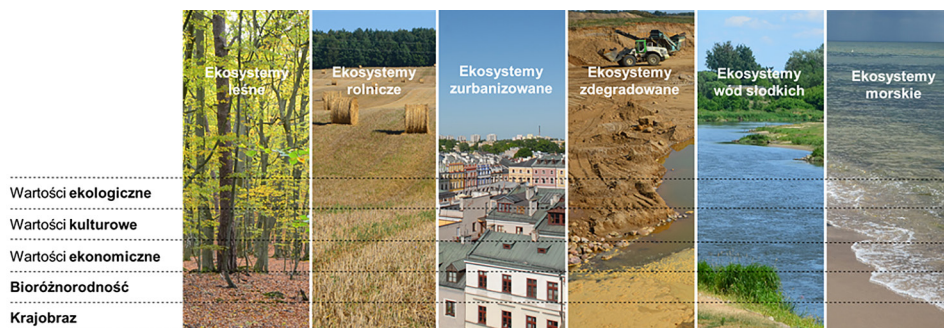 Ekosystemy
leśne
Ekosystemy
rolnicze
Ekosystemy
zurbanizowane
Ekosystemy
zdegradowane
Ekosystemy
wód słodkich
Ekosystemy
morskie
Wartości ekologiczne
Wartości kulturowe
Wartości ekonomiczne
Bioróżnorodność
Krajobraz